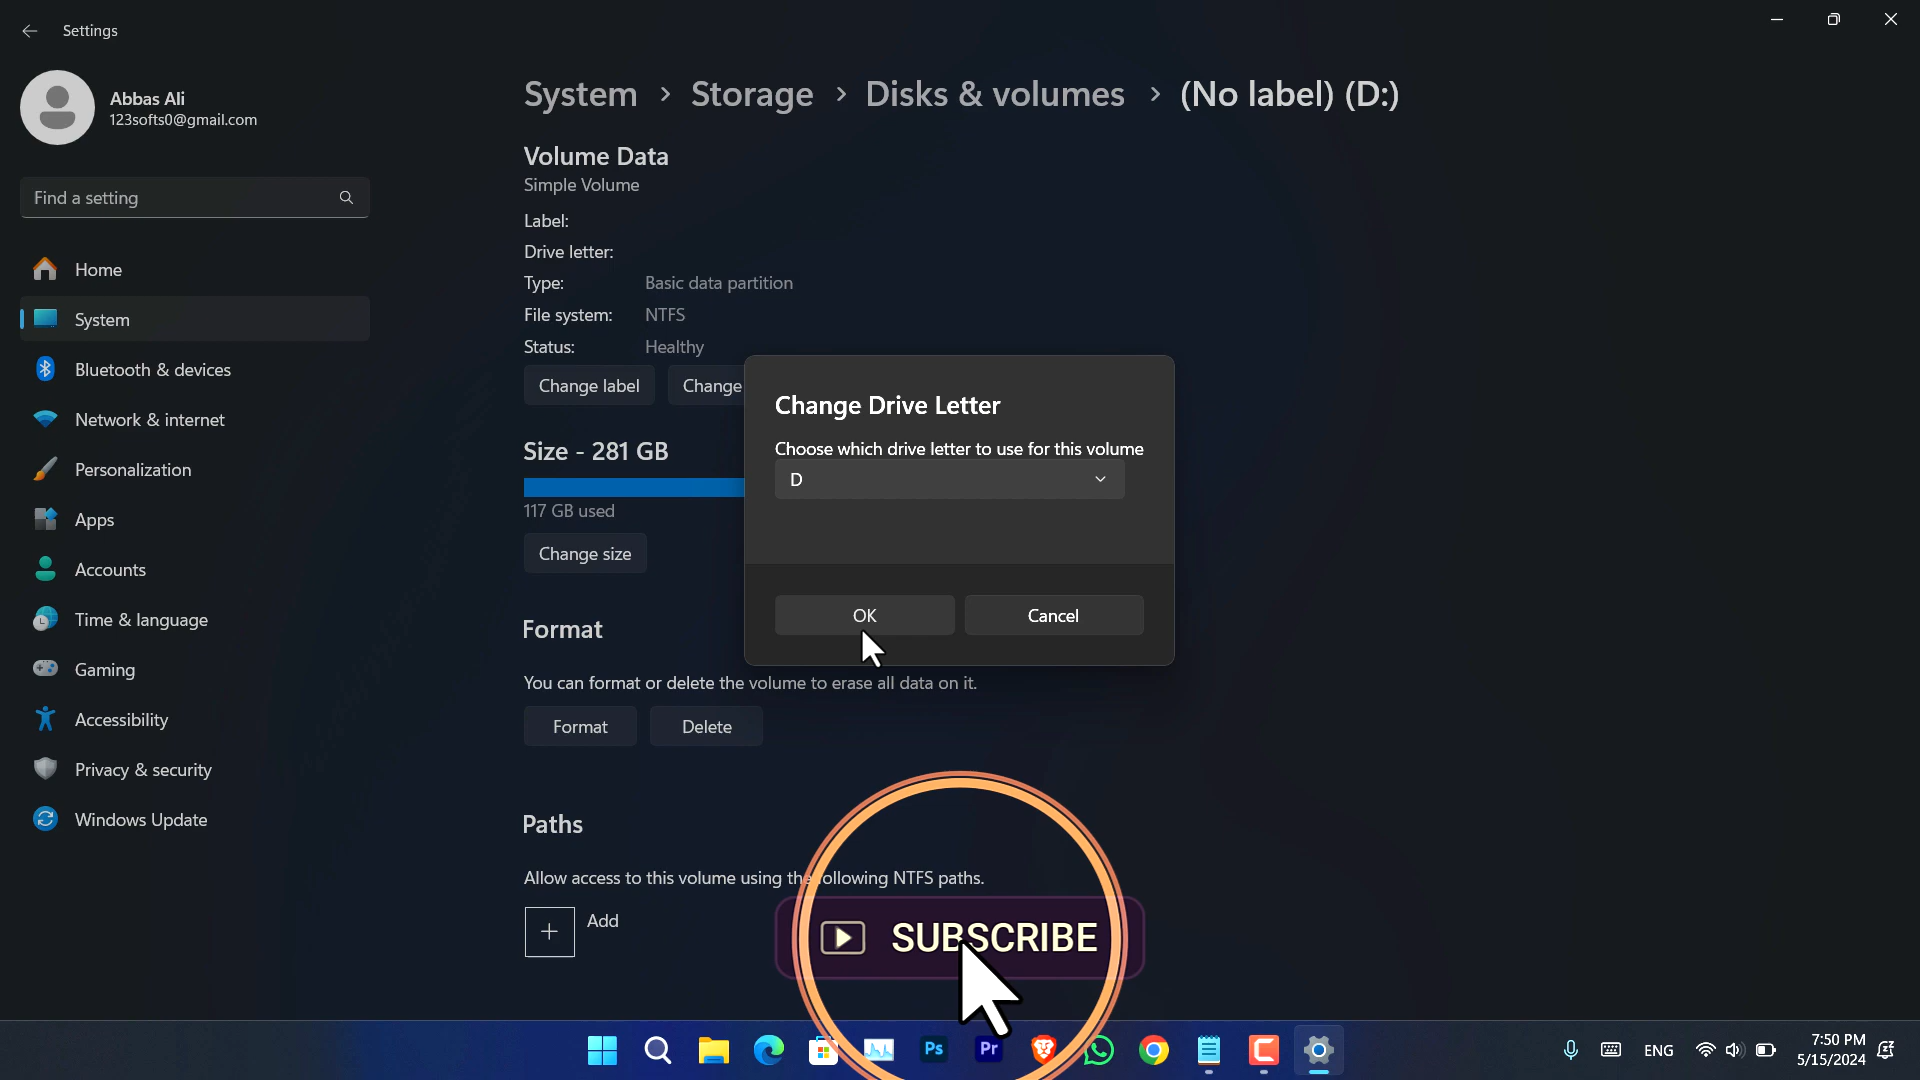 Settings
Abbas Ali
123softs0@gmail.com
Find a setting
Home
System
Bluetooth & devices
Network & internet
Personalization
Apps
Accounts
Time & language
Gaming
Accessibility
Privacy & security
Windows Update
System > Storage > Disks & volumes > (No label) (D:)
Volume Data
Simple Volume
Label:
Drive letter:
Type: Basic data partition
File system: NTFS
Status: Healthy
Change label Change
Size - 281 GB
117 GB used
Change size
Change Drive Letter
Choose which drive letter to use for this volume
D
OK Cancel
Format
You can format or delete the volume to erase all data on it.
Format Delete
Paths
Allow access to this volume using the following NTFS paths.
Add
SUBSCRIBE
Ps Pr
ENG
7:50 PM
5/15/2024